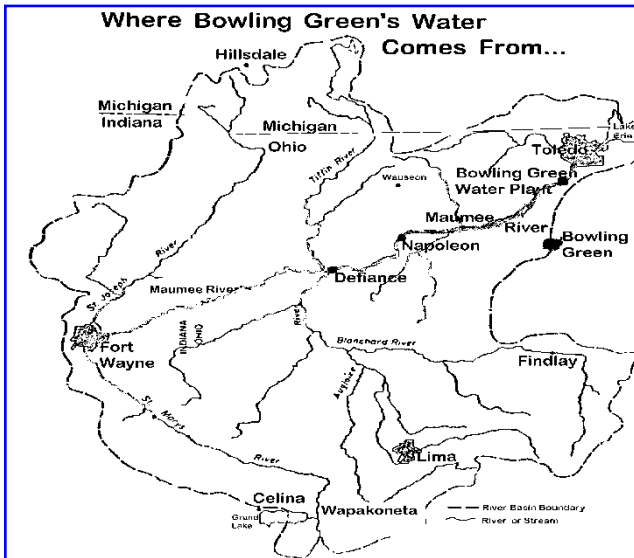 Where Bowling Green's Water
Comes From...
Hillsdale
Michigan
Indiana
Michigan
Ohio
Tiffin River
Wauseon
Lake
Erie
Toledo
Bowling Green
Water Plant
Maumee
River
Napoleon
Bowling
Green
Defiance
Maumee River
St. Joseph
River
Fort
Wayne
INDIANA
OHIO
River
Auglaize
Blanchard River
Findlay
St. Marys
River
Lima
Celina
Grand
Lake
Wapakoneta
River Basin Boundary
River or Stream